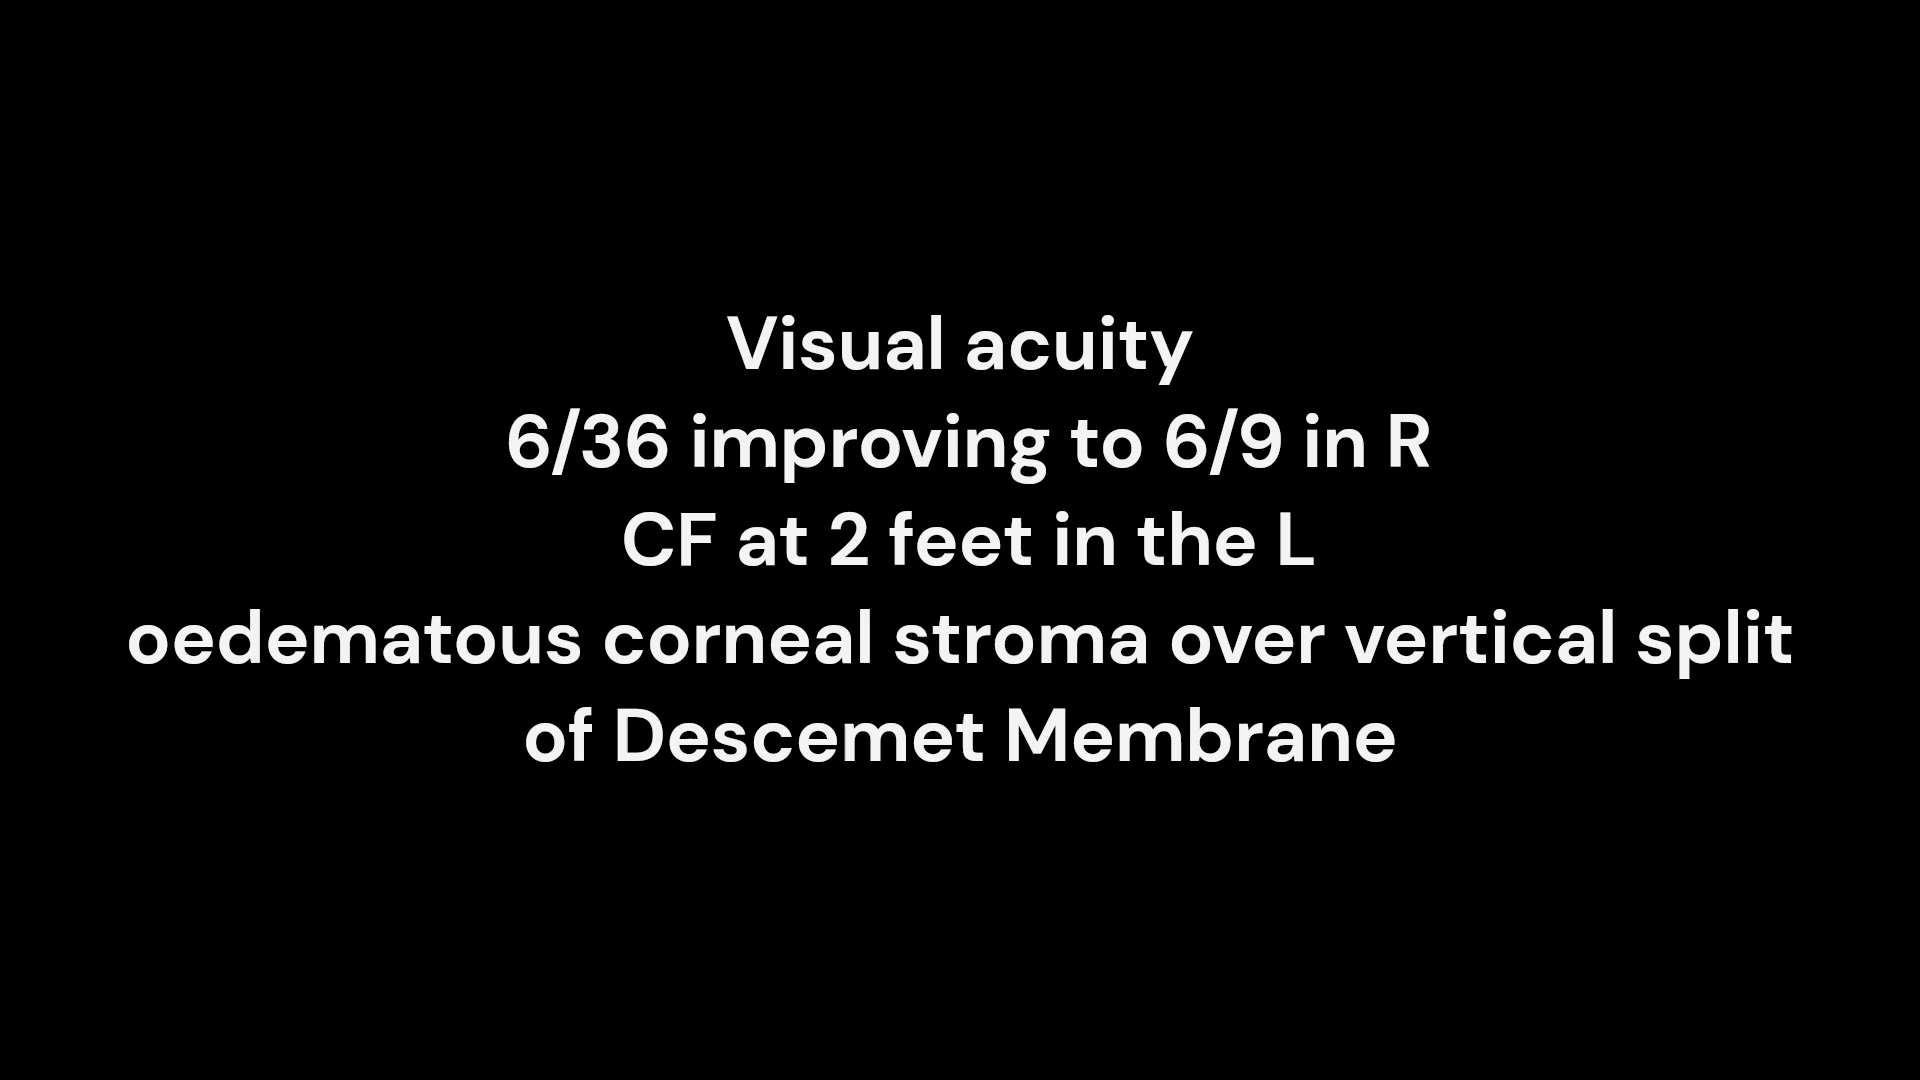 Visual acuity
6/36 improving to 6/9 in R
CF at 2 feet in the L
oedematous corneal stroma over vertical split
of Descemet Membrane